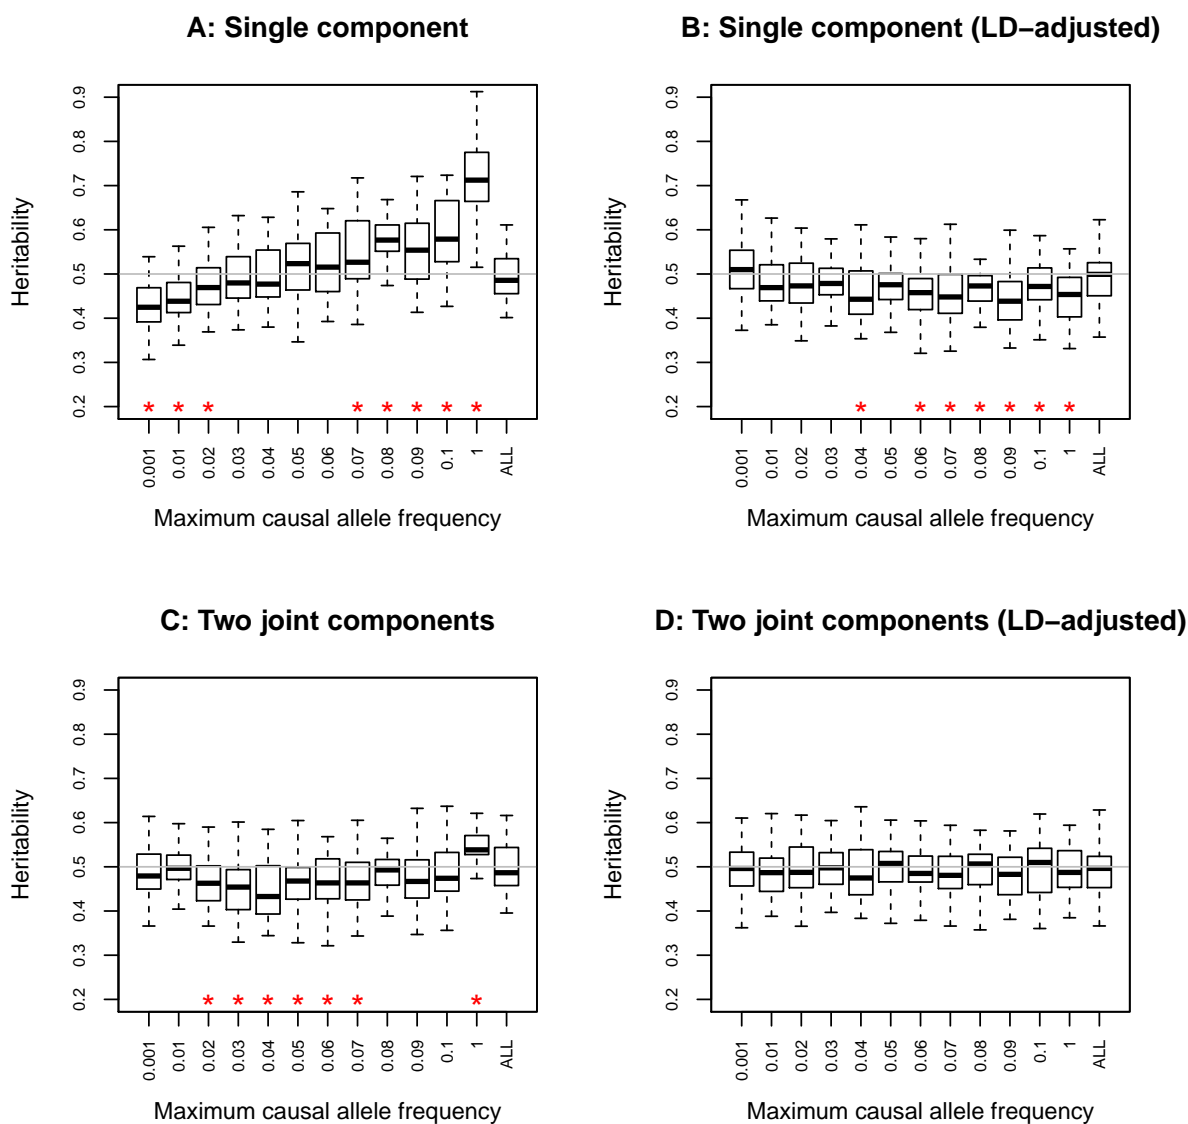 A: Single component
Heritability
0.9
0.8
0.7
0.6
0.5
0.4
0.3
0.2
* * * * * * * *
0.001 0.01 0.02 0.03 0.04 0.05 0.06 0.07 0.08 0.09 0.1 1 ALL
Maximum causal allele frequency
B: Single component (LD−adjusted)
Heritability
0.9
0.8
0.7
0.6
0.5
0.4
0.3
0.2
* * * * * * *
0.001 0.01 0.02 0.03 0.04 0.05 0.06 0.07 0.08 0.09 0.1 1 ALL
Maximum causal allele frequency
C: Two joint components
Heritability
0.9
0.8
0.7
0.6
0.5
0.4
0.3
0.2
* * * * * * *
0.001 0.01 0.02 0.03 0.04 0.05 0.06 0.07 0.08 0.09 0.1 1 ALL
Maximum causal allele frequency
D: Two joint components (LD−adjusted)
Heritability
0.9
0.8
0.7
0.6
0.5
0.4
0.3
0.2
0.001 0.01 0.02 0.03 0.04 0.05 0.06 0.07 0.08 0.09 0.1 1 ALL
Maximum causal allele frequency